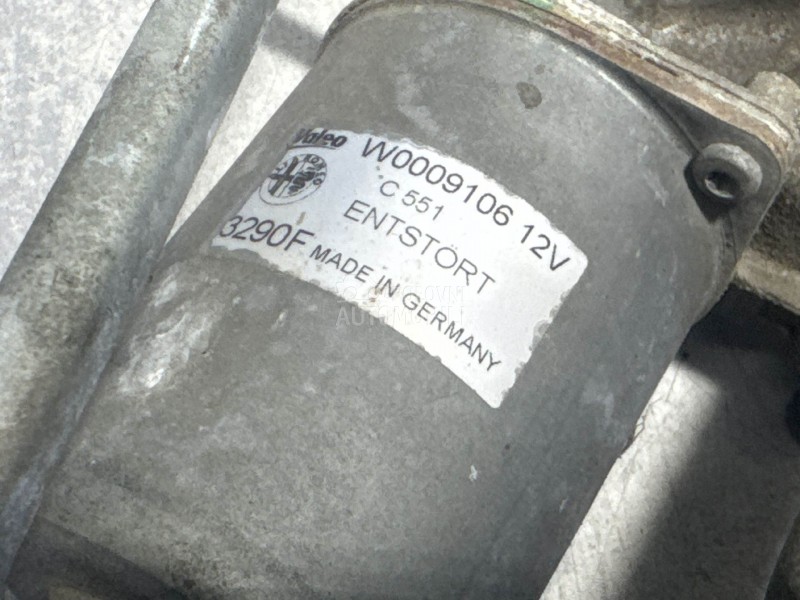 Valeo W0009106 12V
C 551
ENTSTÖRT
3290F MADE IN GERMANY